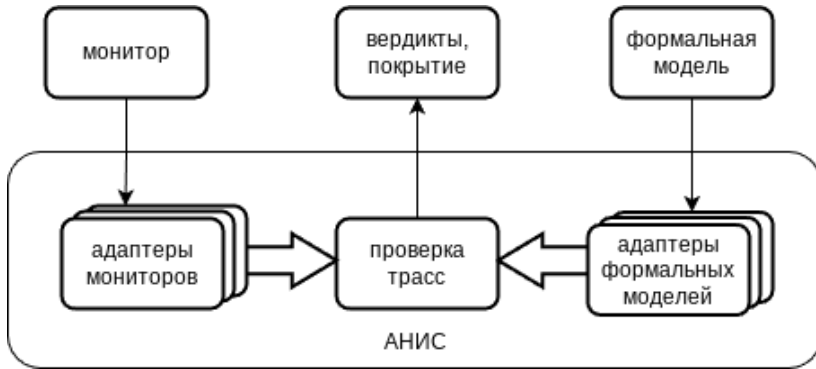 монитор
вердикты,
покрытие
формальная
модель
адаптеры
мониторов
проверка
трасс
адаптеры
формальных
моделей
АНИС